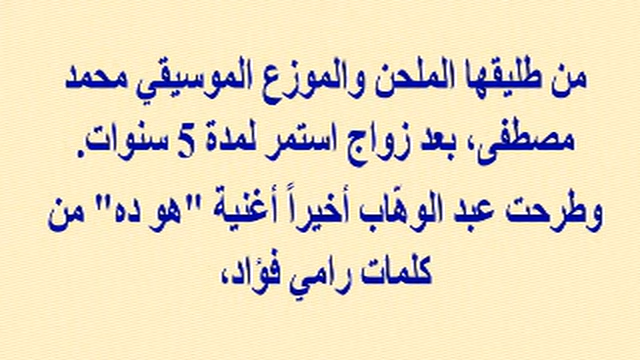 من طليقها الملحن والموزع الموسيقي محمد
مصطفى، بعد زواج استمر لمدة 5 سنوات.
وطرحت عبد الوهّاب أخيراً أغنية "هو ده" من
كلمات رامي فؤاد،